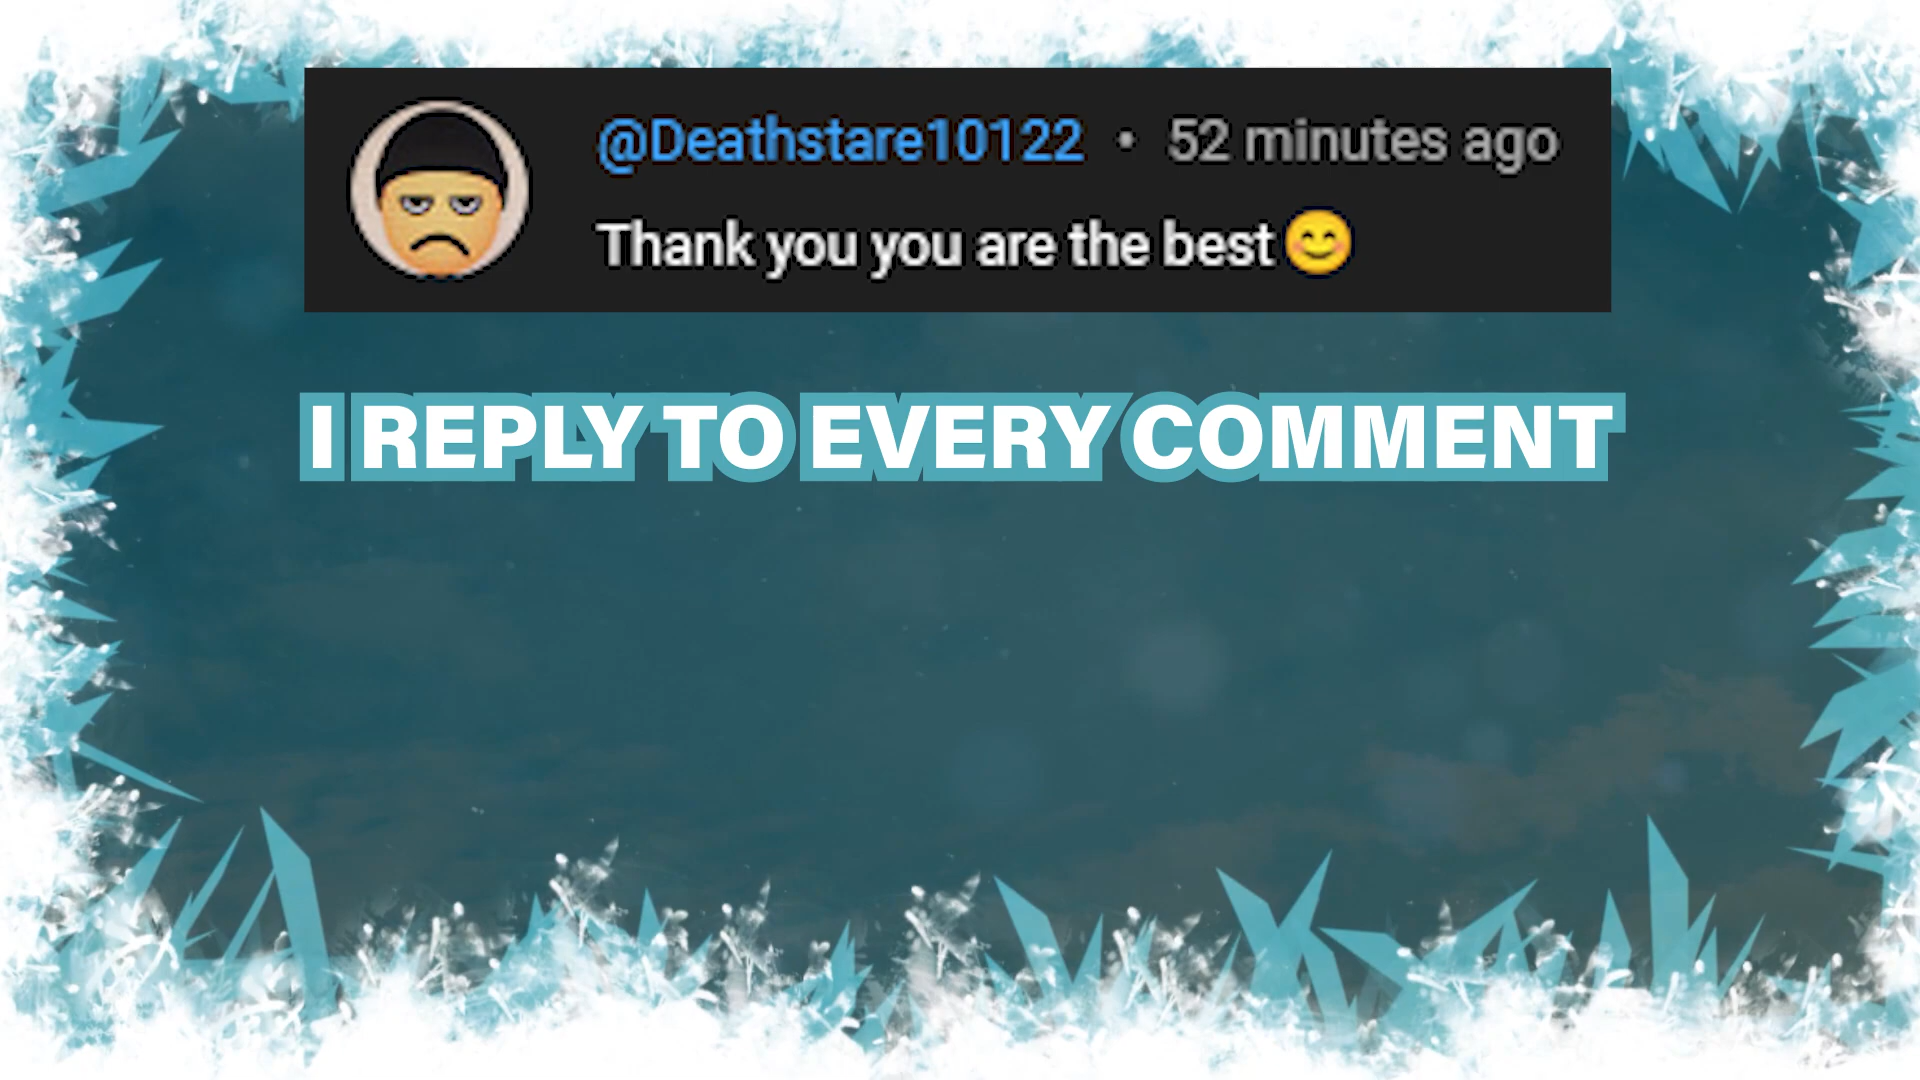 @Deathstare10122 • 52 minutes ago
Thank you you are the best😊
I REPLY TO EVERY COMMENT